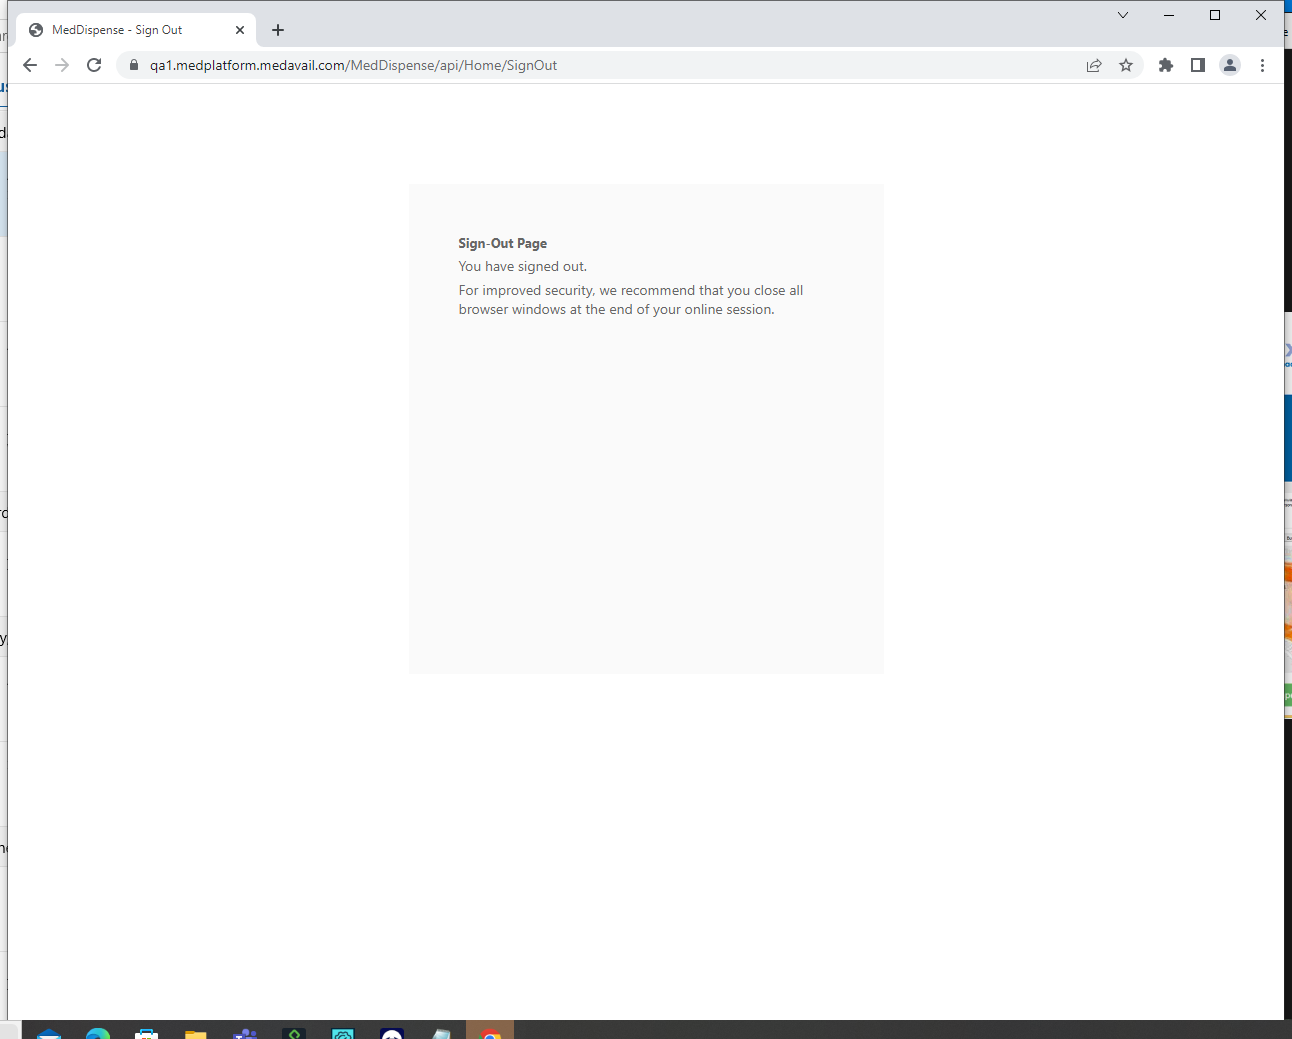 MedDispense - Sign Out
qa1.medplatform.medavail.com/MedDispense/api/Home/SignOut
Sign-Out Page
You have signed out.
For improved security, we recommend that you close all
browser windows at the end of your online session.